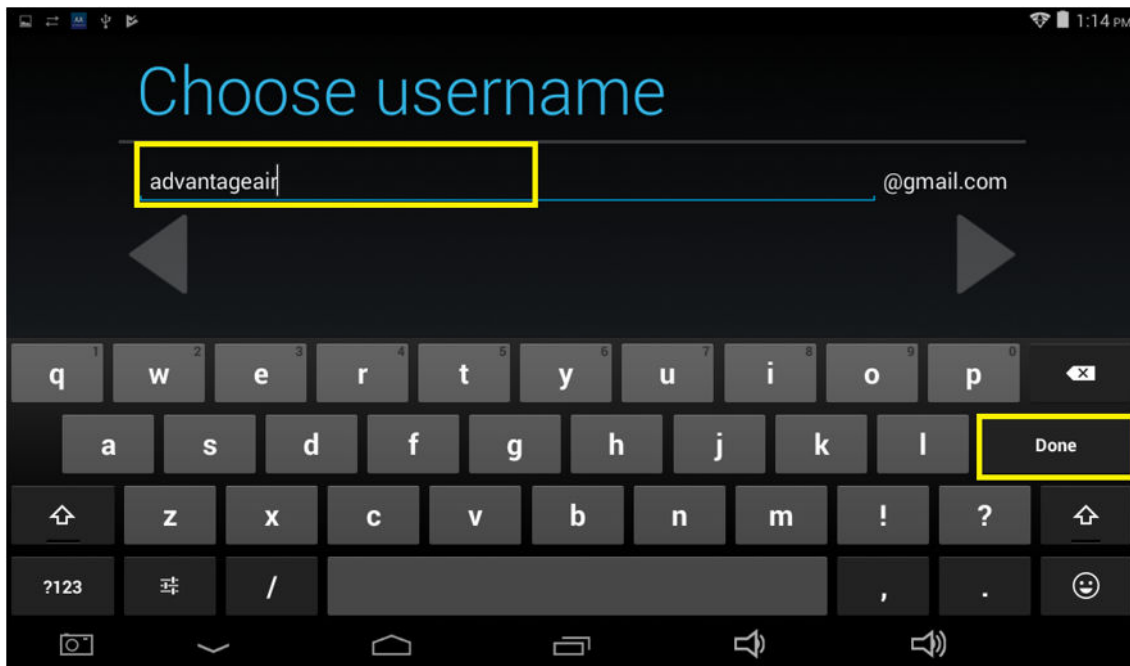 AA 1:14 PM
Choose username
advantageair @gmail.com
q 1 w 2 e 3 r 4 t 5 y 6 u 7 i 8 o 9 p 0
a s d f g h j k l Done
z x c v b n m ! ?
?123 / , .